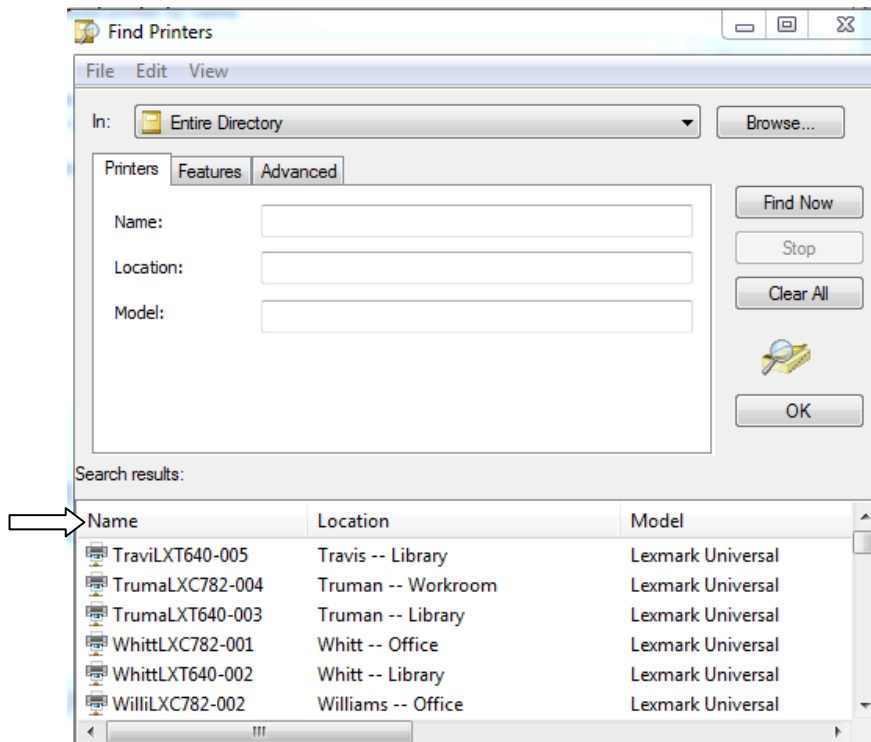 Find Printers
File Edit View
In: Entire Directory Browse...
Printers Features Advanced
Find Now
Name:
Stop
Location:
Clear All
Model:
OK
Search results:
Name Location Model
TraviLXT640-005 Travis -- Library Lexmark Universal
TrumaLXC782-004 Truman -- Workroom Lexmark Universal
TrumaLXT640-003 Truman -- Library Lexmark Universal
WhittLXC782-001 Whitt -- Office Lexmark Universal
WhittLXT640-002 Whitt -- Library Lexmark Universal
WilliLXC782-002 Williams -- Office Lexmark Universal